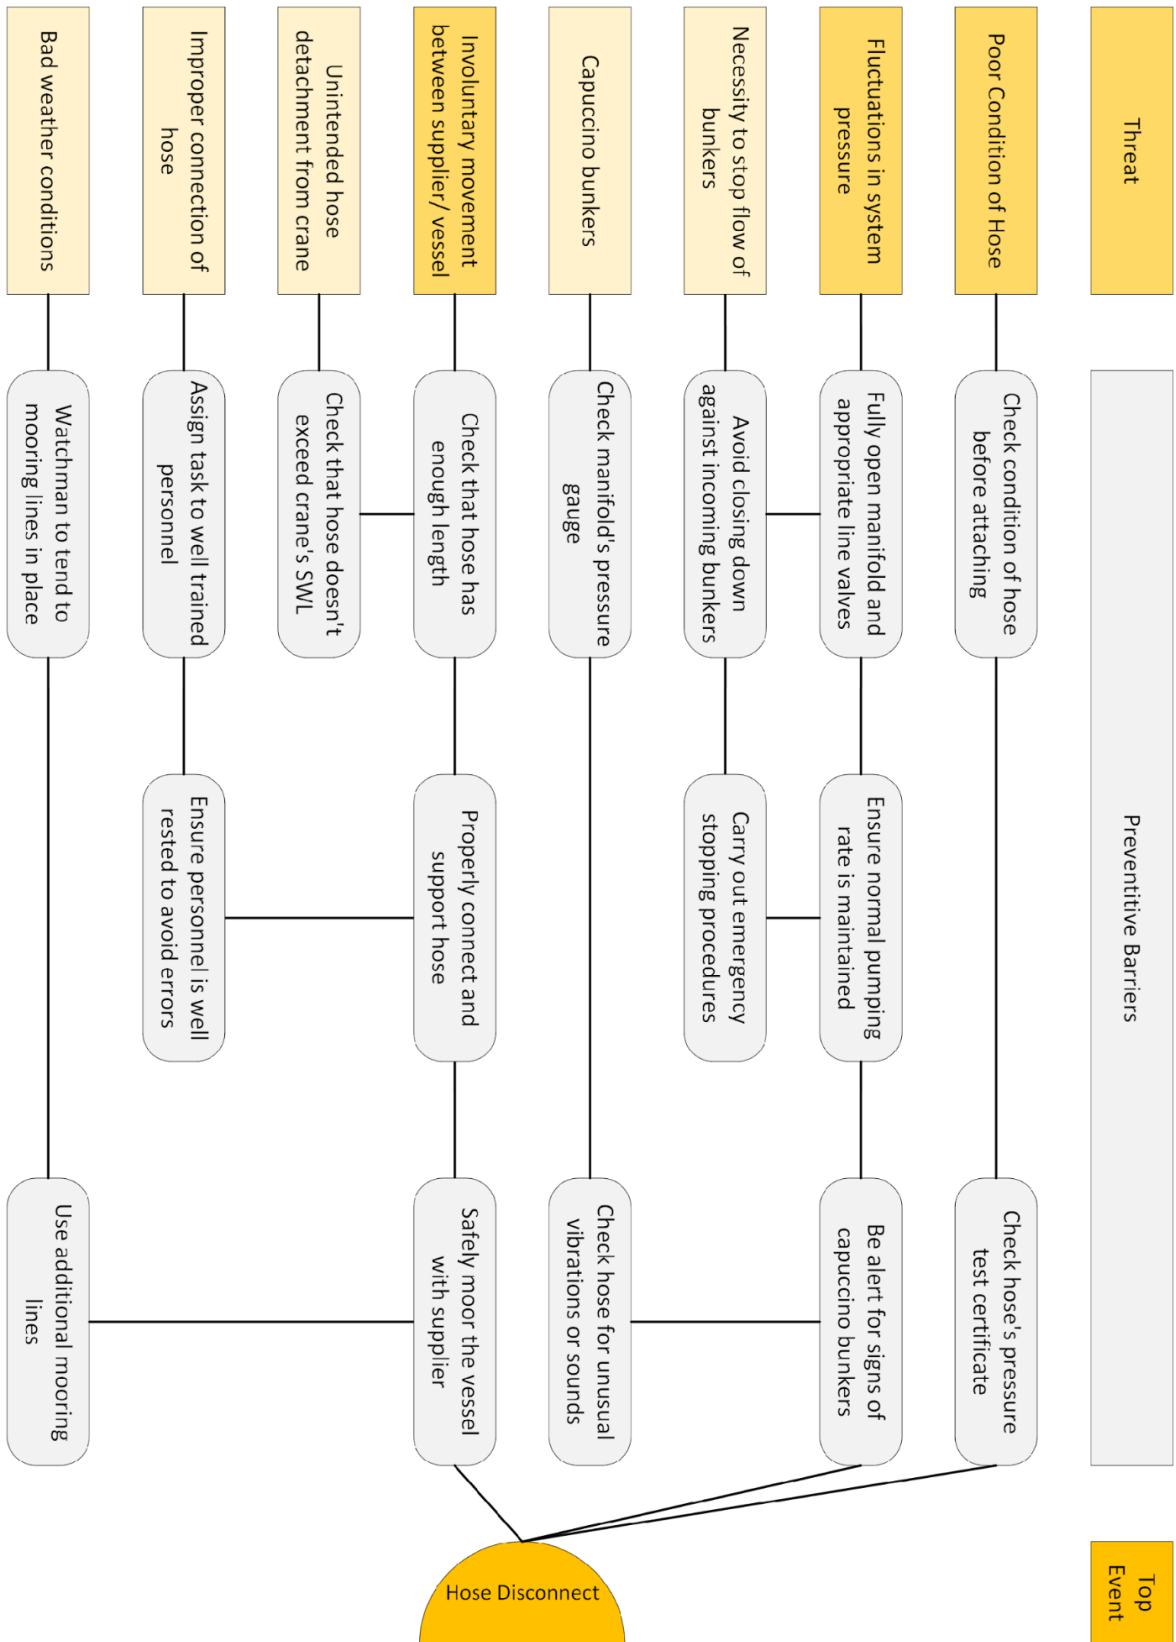 Threat
Preventitive Barriers
Top
Event
Poor Condition of Hose
Check condition of hose
before attaching
Check hose's pressure
test certificate
Fluctuations in system
pressure
Fully open manifold and
appropriate line valves
Ensure normal pumping
rate is maintained
Be alert for signs of
capuccino bunkers
Necessity to stop flow of
bunkers
Avoid closing down
against incoming bunkers
Carry out emergency
stopping procedures
Capuccino bunkers
Check manifold's pressure
gauge
Check hose for unusual
vibrations or sounds
Involuntary movement
between supplier/ vessel
Check that hose has
enough length
Properly connect and
support hose
Safely moor the vessel
with supplier
Unintended hose
detachment from crane
Check that hose doesn't
exceed crane's SWL
Improper connection of
hose
Assign task to well trained
personnel
Ensure personnel is well
rested to avoid errors
Bad weather conditions
Watchman to tend to
mooring lines in place
Use additional mooring
lines
Hose Disconnect